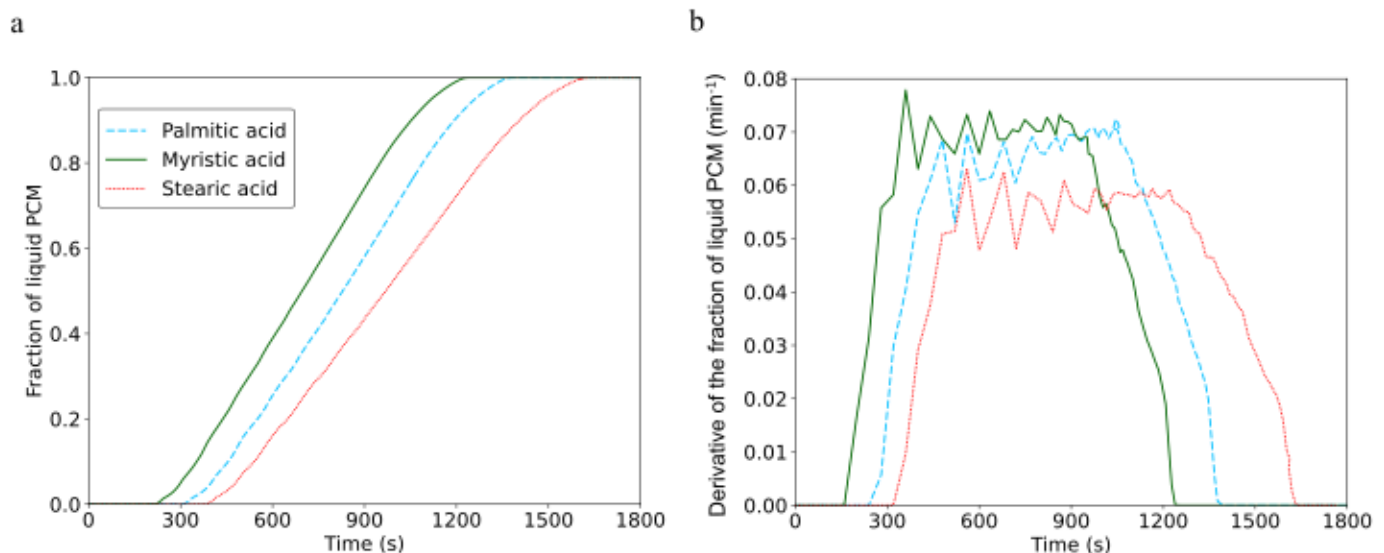 a
1.0
0.8
0.6
0.4
0.2
0.0
Fraction of liquid PCM
Palmitic acid
Myristic acid
Stearic acid
0 300 600 900 1200 1500 1800
Time (s)
b
0.08
0.07
0.06
0.05
0.04
0.03
0.02
0.01
0.00
Derivative of the fraction of liquid PCM (min⁻¹)
0 300 600 900 1200 1500 1800
Time (s)